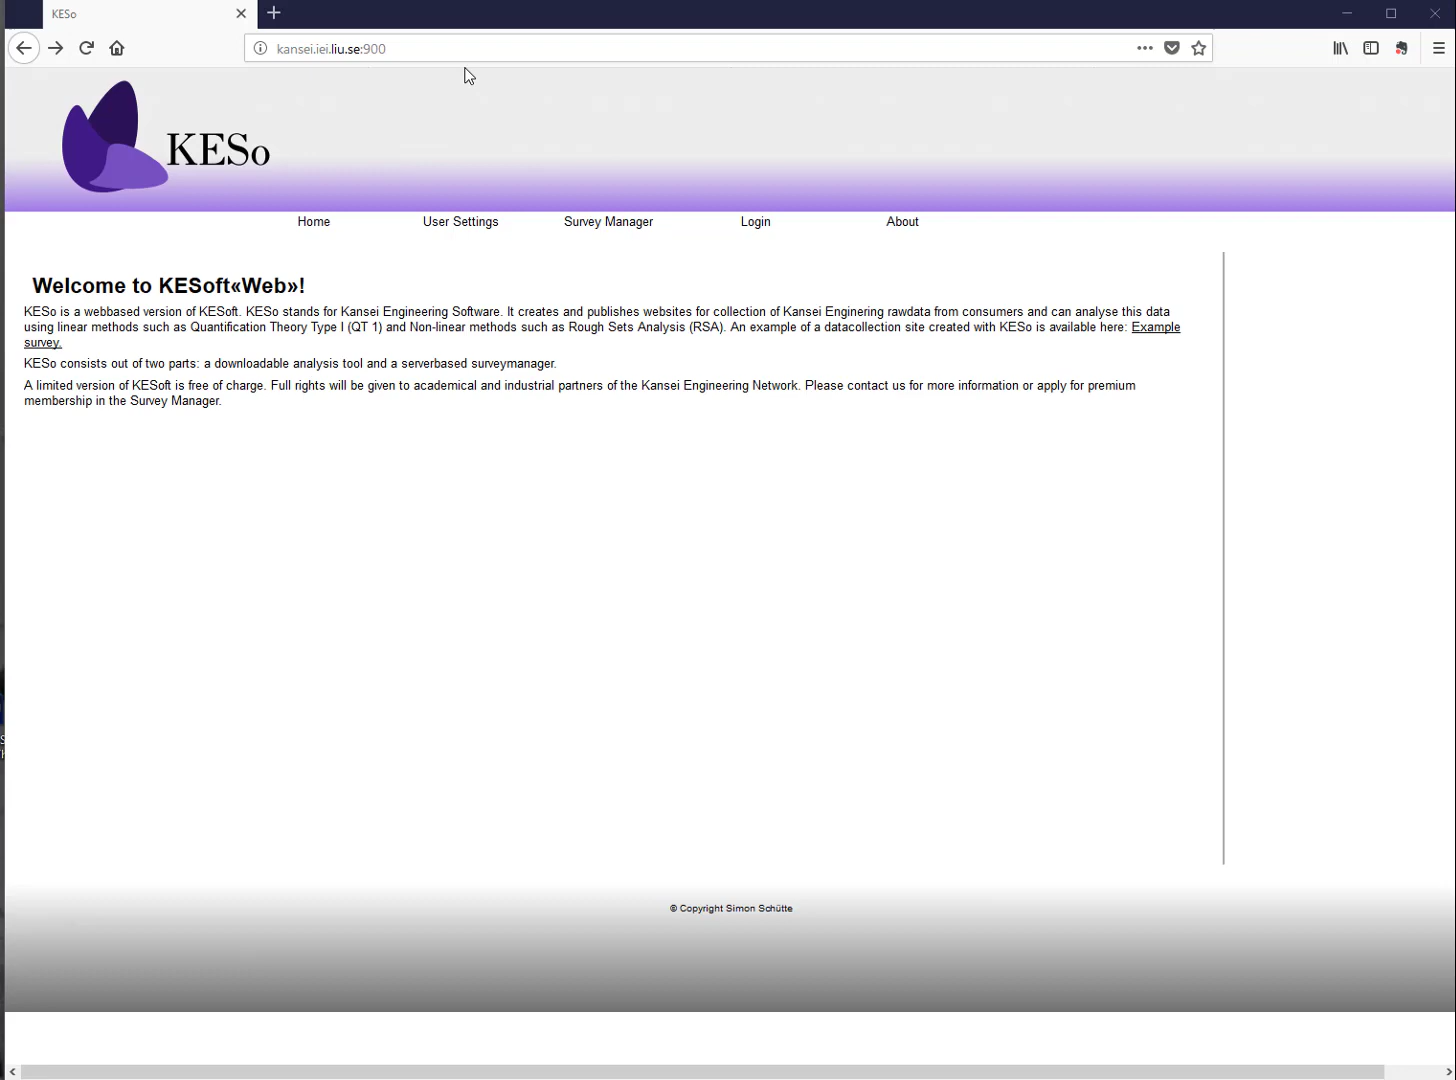 KESo
kansei.iei.liu.se:900
KESo
Home User Settings Survey Manager Login About
Welcome to KESoft«Web»!
KESo is a webbased version of KESoft. KESo stands for Kansei Engineering Software. It creates and publishes websites for collection of Kansei Enginering rawdata from consumers and can analyse this data
using linear methods such as Quantification Theory Type I (QT 1) and Non-linear methods such as Rough Sets Analysis (RSA). An example of a datacollection site created with KESo is available here: Example
survey.
KESo consists out of two parts: a downloadable analysis tool and a serverbased surveymanager.
A limited version of KESoft is free of charge. Full rights will be given to academical and industrial partners of the Kansei Engineering Network. Please contact us for more information or apply for premium
membership in the Survey Manager.
© Copyright Simon Schütte